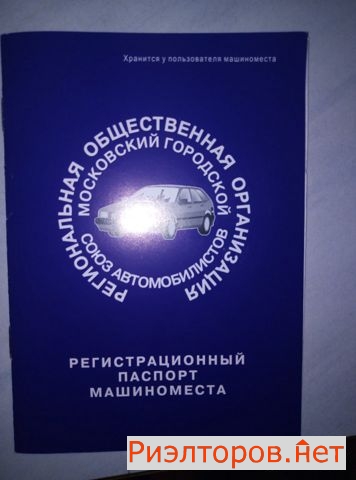 Хранится у пользователя машиноместа
РЕГИОНАЛЬНАЯ ОБЩЕСТВЕННАЯ ОРГАНИЗАЦИЯ
МОСКОВСКИЙ ГОРОДСКОЙ
СОЮЗ АВТОМОБИЛИСТОВ
РЕГИСТРАЦИОННЫЙ
ПАСПОРТ
МАШИНОМЕСТА
Риэлторов.нет